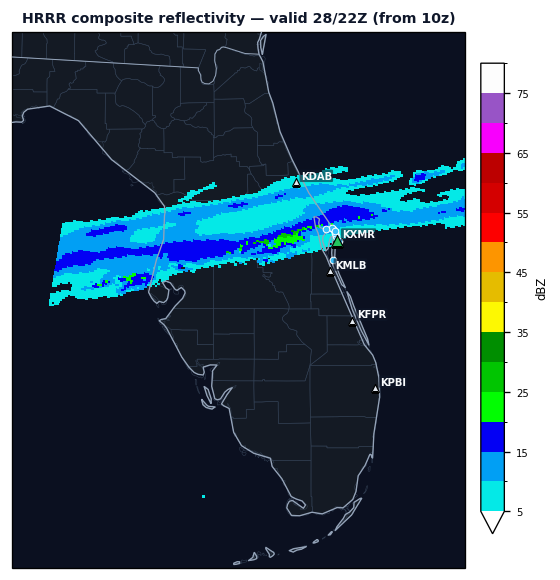 HRRR composite reflectivity — valid 28/22Z (from 10z)
KDAB
KXMR
KMLB
KFPR
KPBI
75
65
55
45
35
25
15
5
dBZ